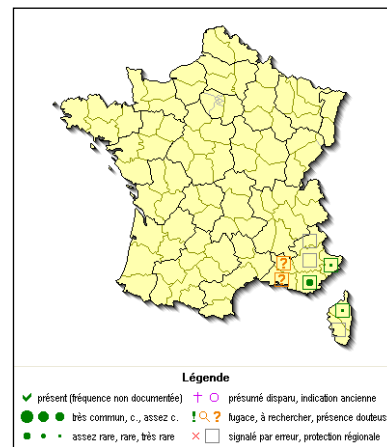 ? ?
Légende
présent (fréquence non documentée) présumé disparu, indication ancienne
très commun, c., assez c. ! ? fugace, à rechercher, présence douteus
assez rare, rare, très rare signalé par erreur, protection régionale